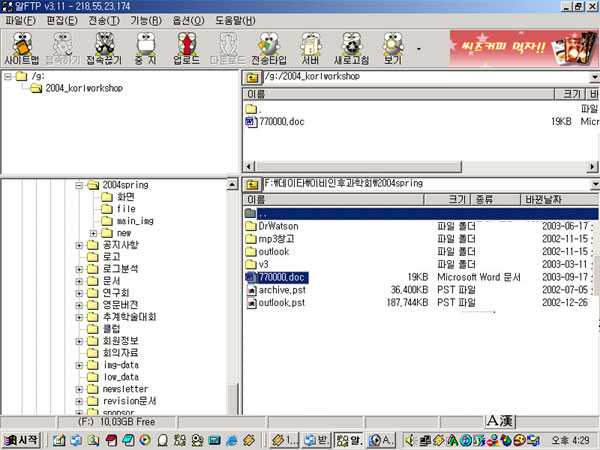 알FTP v3.11 - 218.55.23.174
파일(F) 편집(E) 전송(T) 기능(R) 옵션(O) 도움말(H)
사이트맵 접속하기 접속끊기 중 지 업로드 다운로드 전송타입 서버 새로고침 보기
씨즈커피 먹자!!
/g:
2004_korlworkshop
/g:/2004_korlworkshop
이름 크기 바
.
770000.doc 19KB Micr
2004spring
화면
file
main_img
new
공지사항
로고
로그분석
문서
연구회
영문버전
추계학술대회
클럽
회원정보
회의자료
img-data
low_data
newsletter
revision문서
sponsor
F:\데이타\이비인후과학회\2004spring
이름 크기 종류 바뀐날짜
..
DrWatson 파일 폴더 2003-06-17
mp3창고 파일 폴더 2002-11-15
outlook 파일 폴더 2002-11-15
v3 파일 폴더 2003-03-11
770000.doc 19KB Microsoft Word 문서 2003-09-17
archive.pst 36,400KB PST 파일 2002-07-05
outlook.pst 187,744KB PST 파일 2002-12-26
(F:) 10.03GB Free
A漢
시작 1... 받. 알. A. 오후 4:29